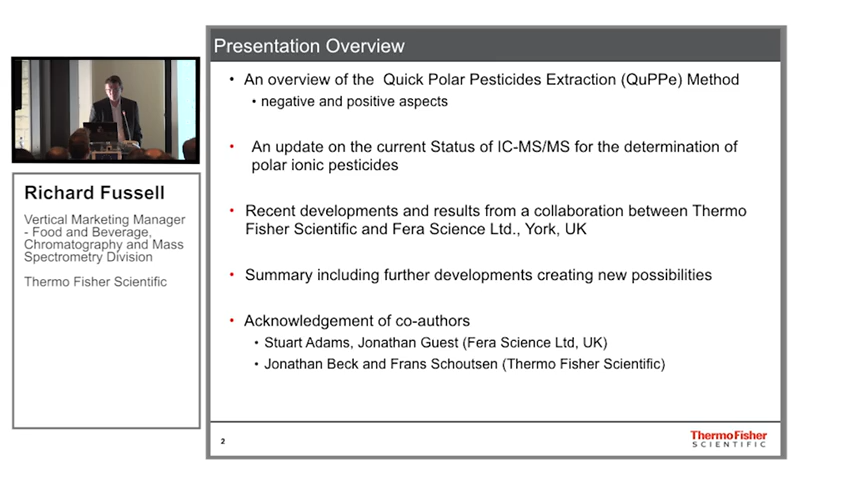 Presentation Overview
• An overview of the Quick Polar Pesticides Extraction (QuPPe) Method
• negative and positive aspects
• An update on the current Status of IC-MS/MS for the determination of
polar ionic pesticides
• Recent developments and results from a collaboration between Thermo
Fisher Scientific and Fera Science Ltd., York, UK
• Summary including further developments creating new possibilities
• Acknowledgement of co-authors
• Stuart Adams, Jonathan Guest (Fera Science Ltd, UK)
• Jonathan Beck and Frans Schoutsen (Thermo Fisher Scientific)
2
ThermoFisher
SCIENTIFIC
Richard Fussell
Vertical Marketing Manager
- Food and Beverage,
Chromatography and Mass
Spectrometry Division
Thermo Fisher Scientific